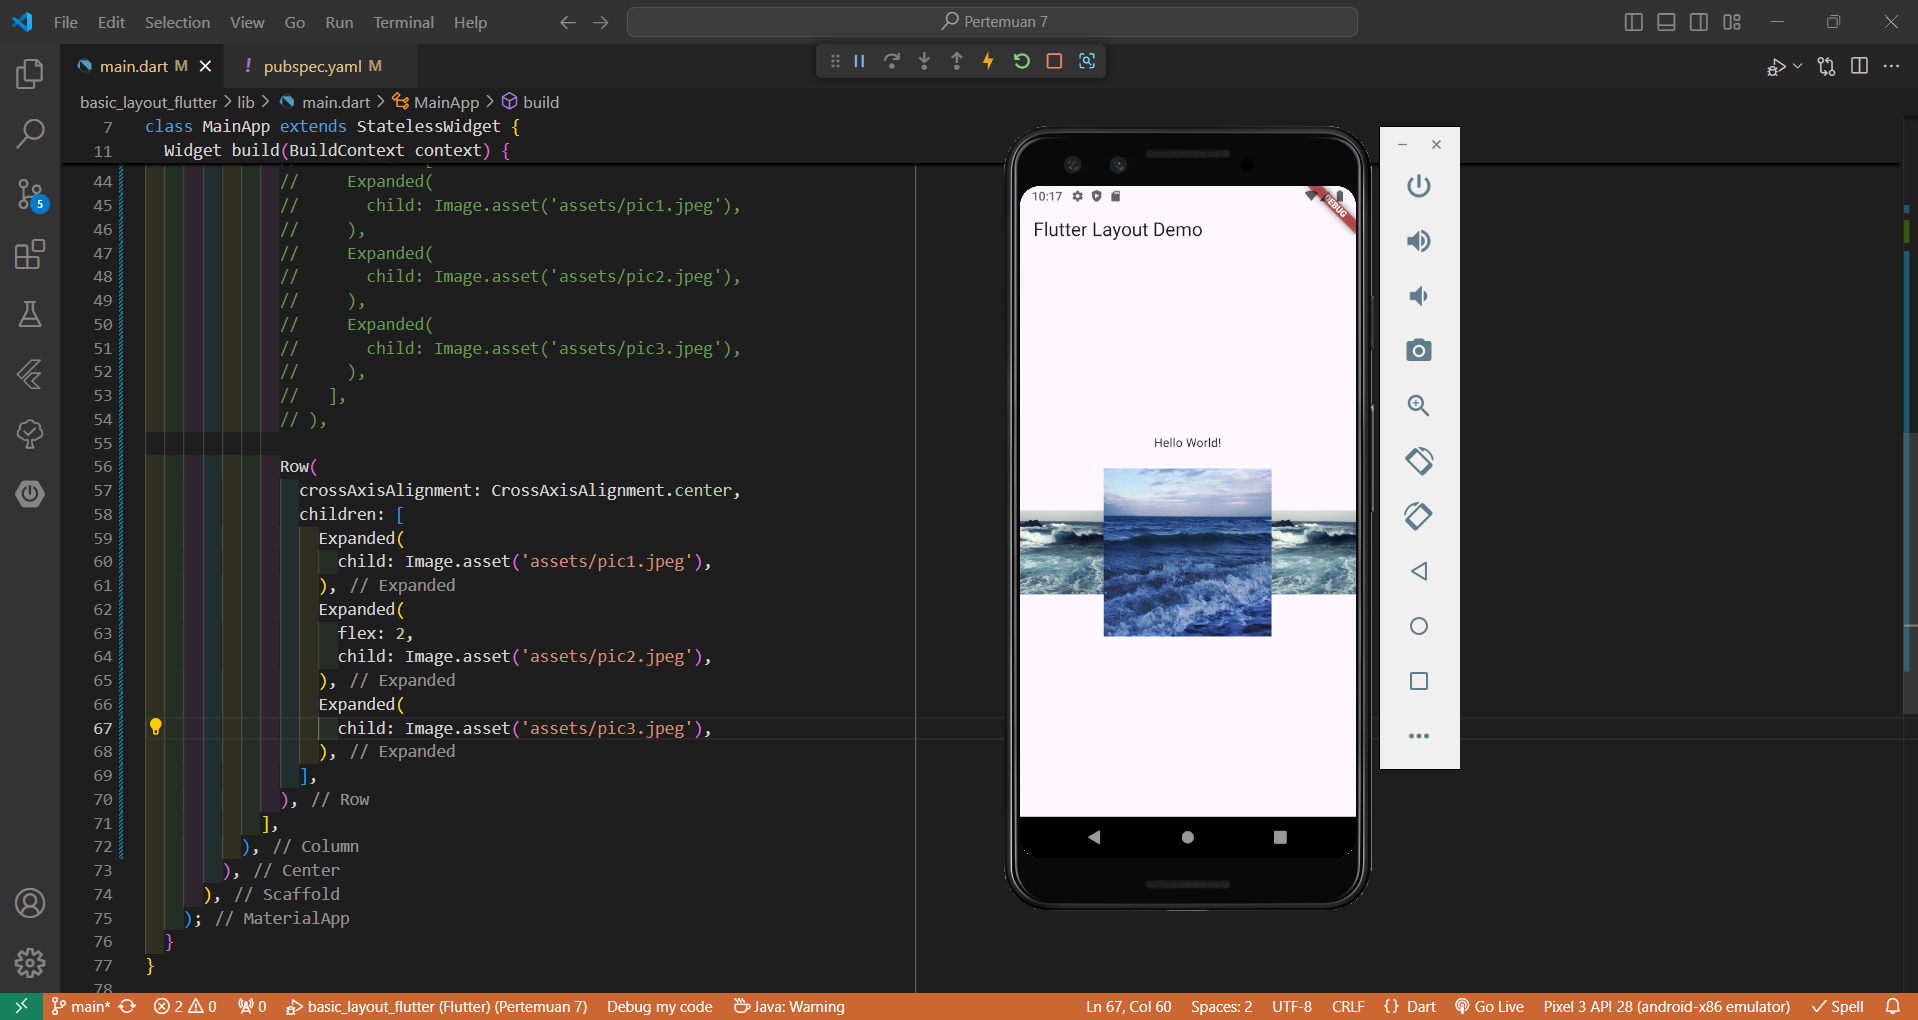 File Edit Selection View Go Run Terminal Help Pertemuan 7
main.dart M pubspec.yaml M
basic_layout_flutter > lib > main.dart > MainApp > build
7 class MainApp extends StatelessWidget {
11 Widget build(BuildContext context) {
44 // Expanded(
45 // child: Image.asset('assets/pic1.jpeg'),
46 // ),
47 // Expanded(
48 // child: Image.asset('assets/pic2.jpeg'),
49 // ),
50 // Expanded(
51 // child: Image.asset('assets/pic3.jpeg'),
52 // ),
53 // ],
54 // ),
55
56 Row(
57 crossAxisAlignment: CrossAxisAlignment.center,
58 children: [
59 Expanded(
60 child: Image.asset('assets/pic1.jpeg'),
61 ), // Expanded
62 Expanded(
63 flex: 2,
64 child: Image.asset('assets/pic2.jpeg'),
65 ), // Expanded
66 Expanded(
67 child: Image.asset('assets/pic3.jpeg'),
68 ), // Expanded
69 ],
70 ), // Row
71 ],
72 ), // Column
73 ), // Center
74 ), // Scaffold
75 ); // MaterialApp
76 }
77 }
78
10:17
DEBUG
Flutter Layout Demo
Hello World!
5
main* 2 0 0 basic_layout_flutter (Flutter) (Pertemuan 7) Debug my code Java: Warning Ln 67, Col 60 Spaces: 2 UTF-8 CRLF {} Dart Go Live Pixel 3 API 28 (android-x86 emulator) Spell